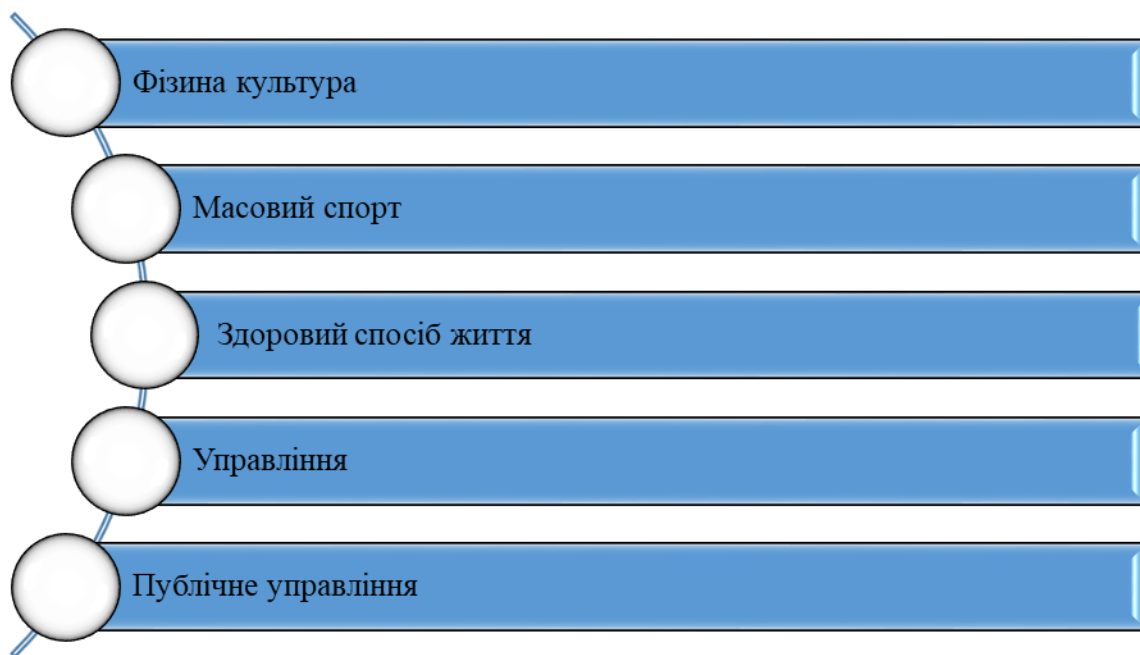 Фізина культура
Масовий спорт
Здоровий спосіб життя
Управління
Публічне управління